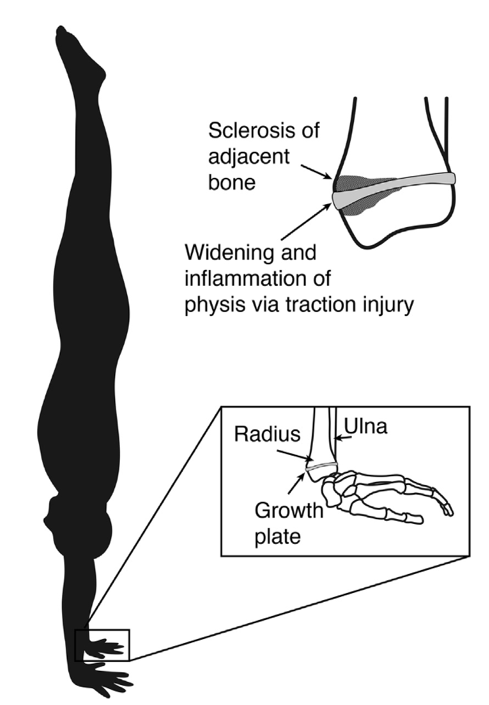 Sclerosis of
adjacent
bone
Widening and
inflammation of
physis via traction injury
Radius
Ulna
Growth
plate